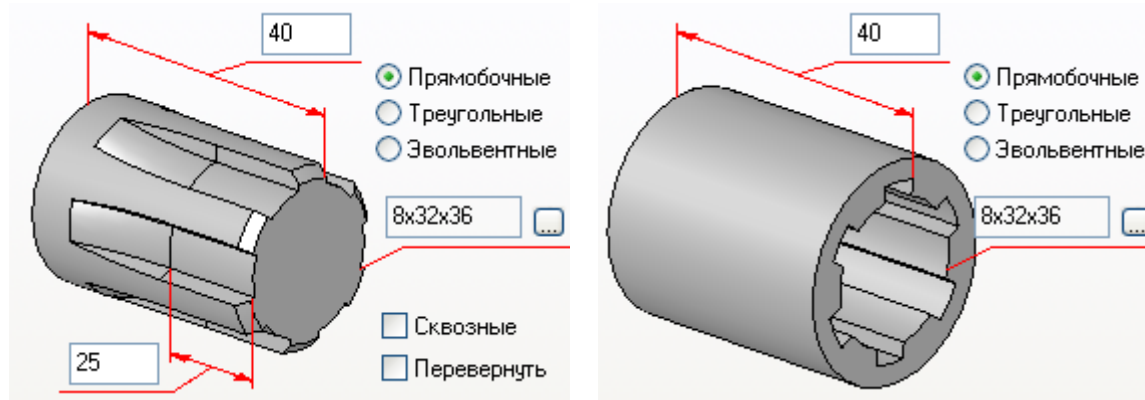 40
Прямобочные
Треугольные
Эвольвентные
8x32x36
...
Сквозные
25
Перевернуть
40
Прямобочные
Треугольные
Эвольвентные
8x32x36
...